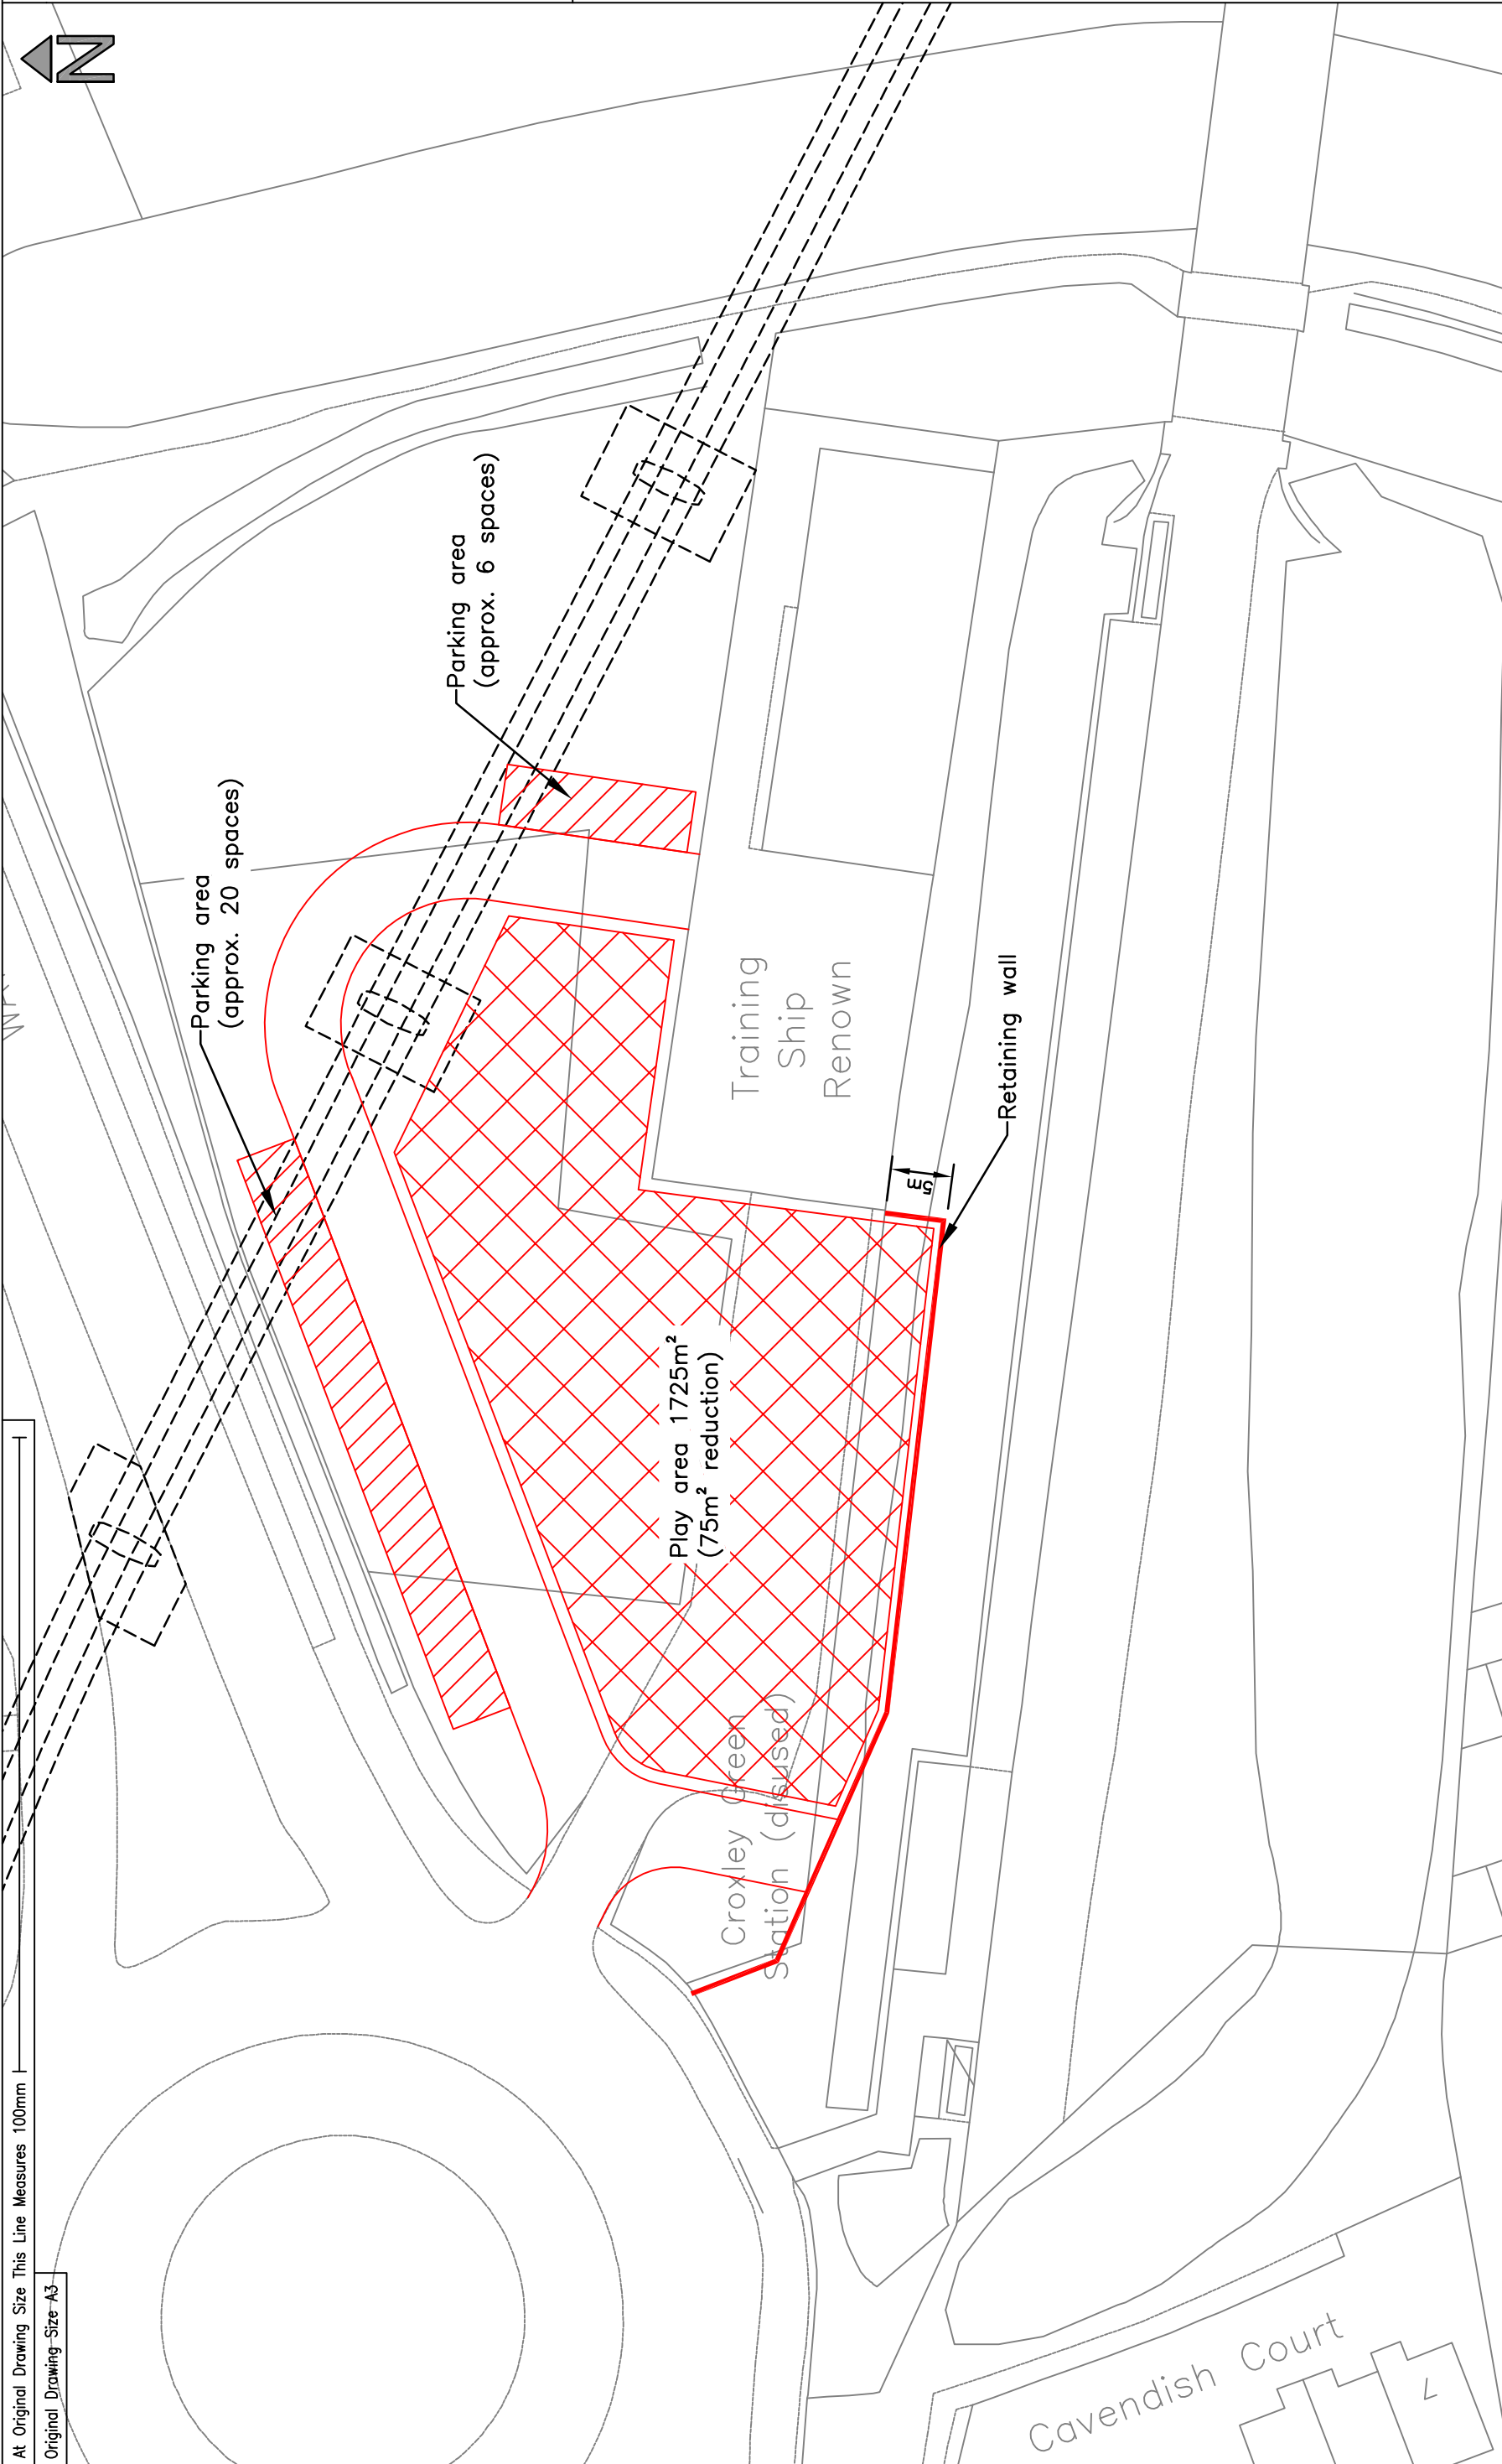 N
Parking area
(approx. 20 spaces)
Parking area
(approx. 6 spaces)
Training
Ship
Renown
Retaining wall
5m
Play area 1725m²
(75m² reduction)
Croxley Green
Station (disused)
At Original Drawing Size This Line Measures 100mm
Original Drawing Size A3
Cavendish Court